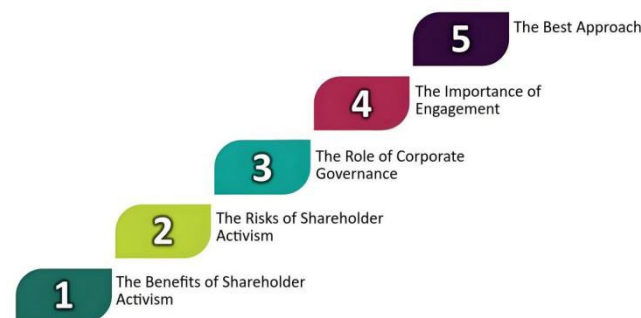 5
The Best Approach
4
The Importance of
Engagement
3
The Role of Corporate
Governance
2
The Risks of Shareholder
Activism
1
The Benefits of Shareholder
Activism